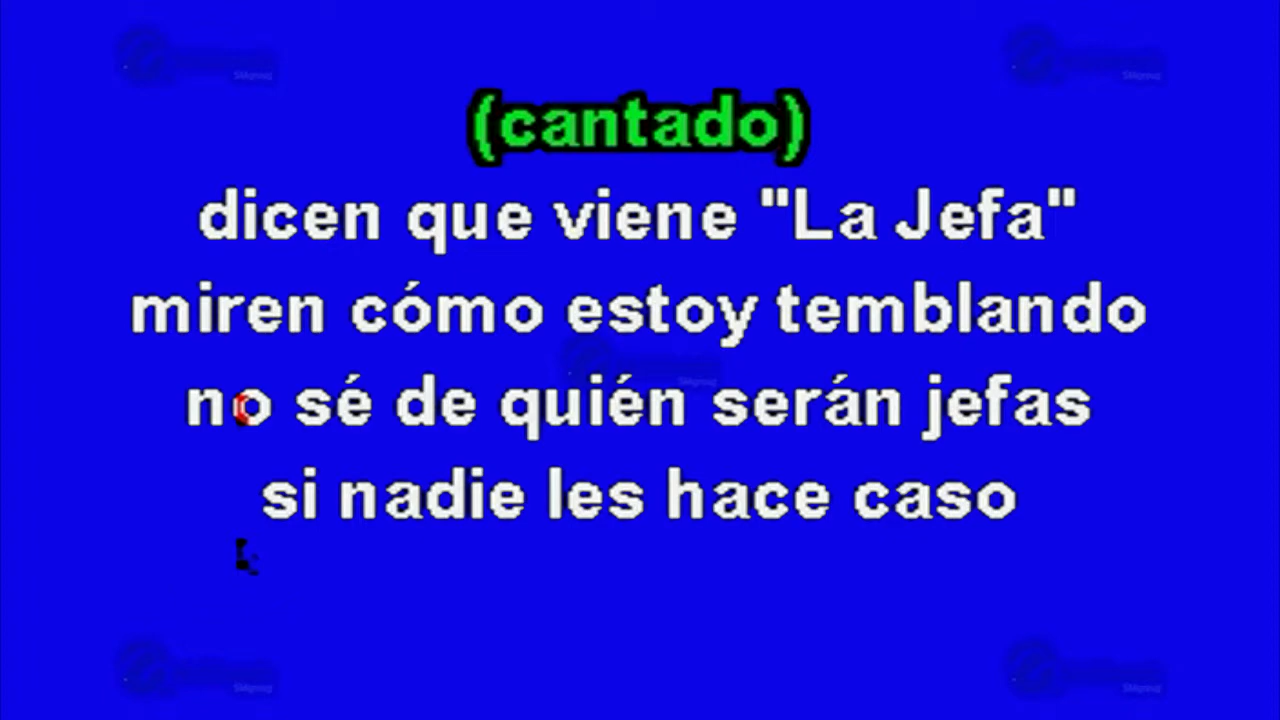 (cantado)
dicen que viene "La Jefa"
miren cómo estoy temblando
no sé de quién serán jefas
si nadie les hace caso